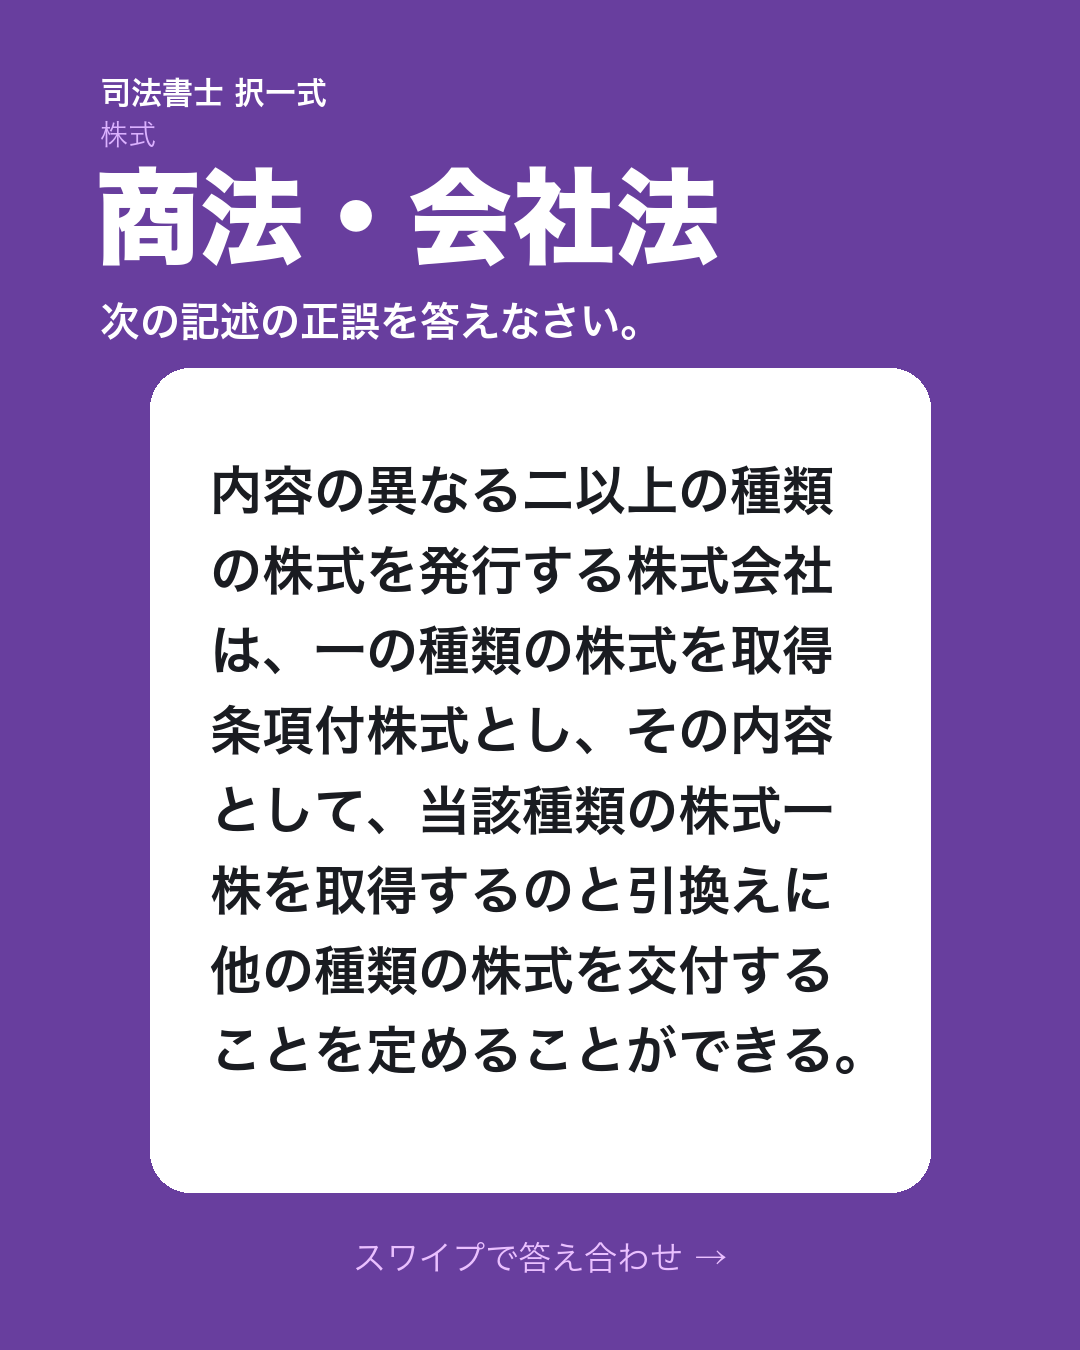 司法書士 択一式
株式
商法・会社法
次の記述の正誤を答えなさい。
内容の異なる二以上の種類
の株式を発行する株式会社
は、一の種類の株式を取得
条項付株式とし、その内容
として、当該種類の株式一
株を取得するのと引換えに
他の種類の株式を交付する
ことを定めることができる。
スワイプで答え合わせ →